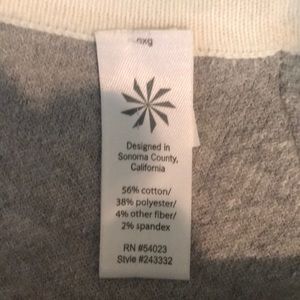 Designed in
Sonoma County,
California
56% cotton/
38% polyester/
4% other fiber/
2% spandex
RN #54023
Style #243332